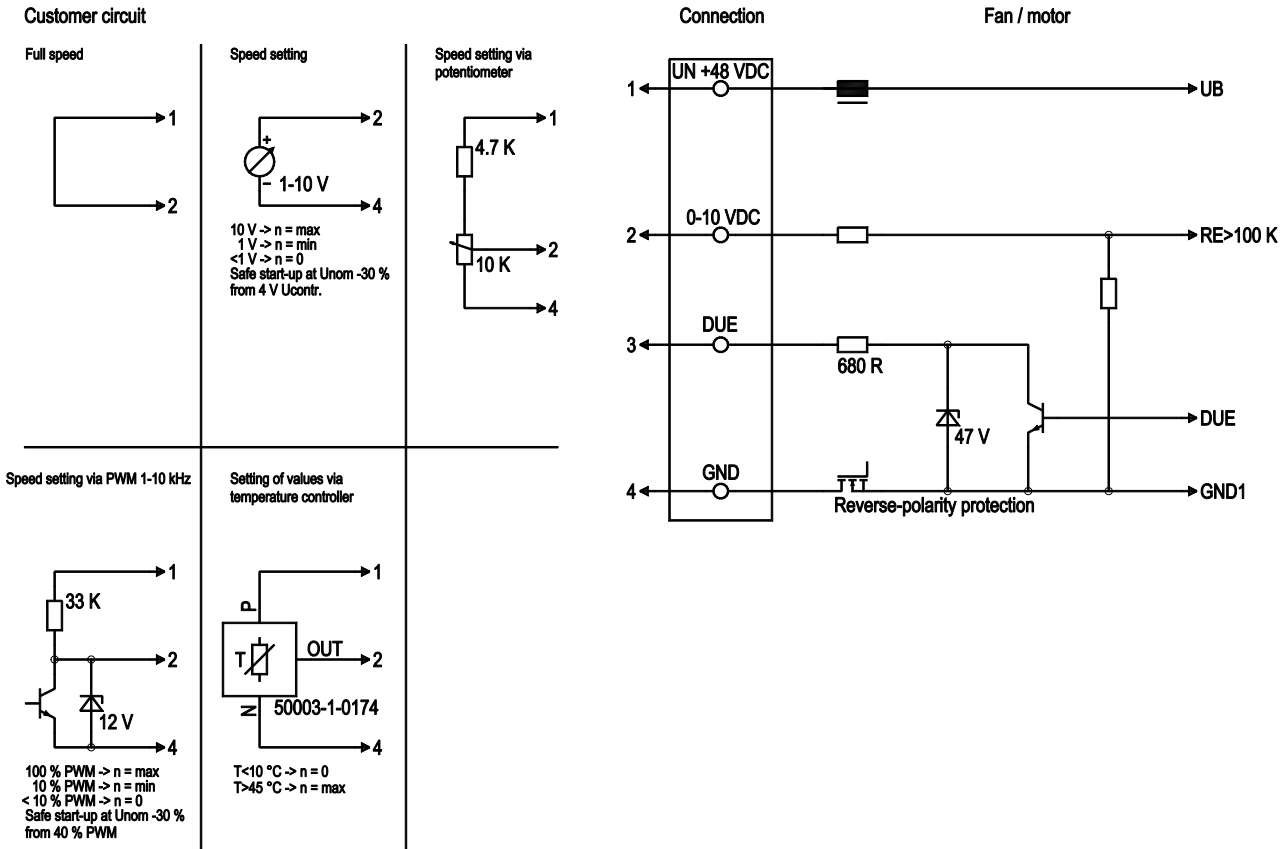 Customer circuit
Full speed
1
2
Speed setting
2
+
–
1-10 V
4
10 V -> n = max
1 V -> n = min
<1 V -> n = 0
Safe start-up at Unom -30 %
from 4 V Ucontr.
Speed setting via
potentiometer
1
4.7 K
2
10 K
4
Speed setting via PWM 1-10 kHz
1
33 K
2
12 V
4
100 % PWM -> n = max
10 % PWM -> n = min
< 10 % PWM -> n = 0
Safe start-up at Unom -30 %
from 40 % PWM
Setting of values via
temperature controller
1
P
T
OUT
2
N
50003-1-0174
4
T<10 °C -> n = 0
T>45 °C -> n = max
Connection
Fan / motor
UN +48 VDC
1
UB
0-10 VDC
2
RE>100 K
DUE
3
680 R
47 V
DUE
GND
4
GND1
Reverse-polarity protection